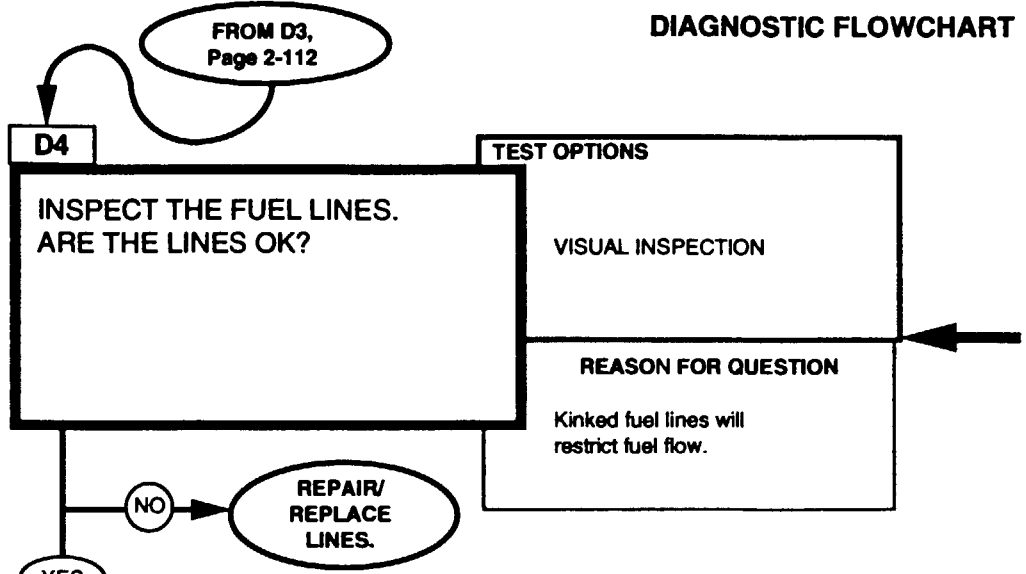 FROM D3,
Page 2-112
DIAGNOSTIC FLOWCHART
D4
INSPECT THE FUEL LINES.
ARE THE LINES OK?
TEST OPTIONS
VISUAL INSPECTION
REASON FOR QUESTION
Kinked fuel lines will
restrict fuel flow.
NO
REPAIR/
REPLACE
LINES.
YES